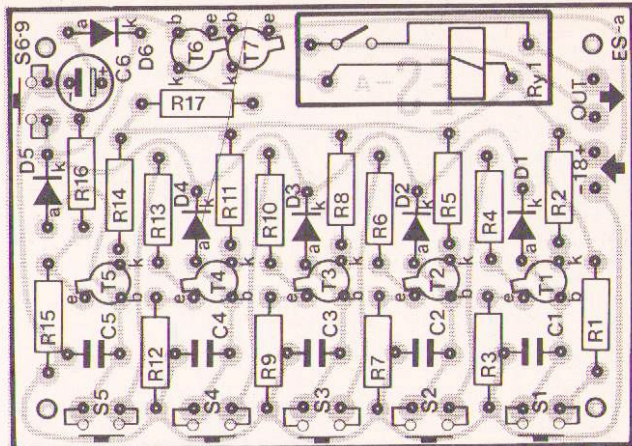 S6-9
a
k
D6
C6
-
+
b
e
T6
k
b
e
T7
k
R17
Ry 1
ES-a
OUT
-18+
D5
k
a
R16
R14
R13
D4
k
a
R11
R10
D3
k
a
R8
R6
D2
k
a
R5
R4
D1
k
a
R2
T5
e
b
k
T4
e
b
k
T3
e
b
k
T2
e
b
k
T1
e
b
k
R15
C5
R12
C4
R9
C3
R7
C2
R3
C1
R1
S5
S4
S3
S2
S1